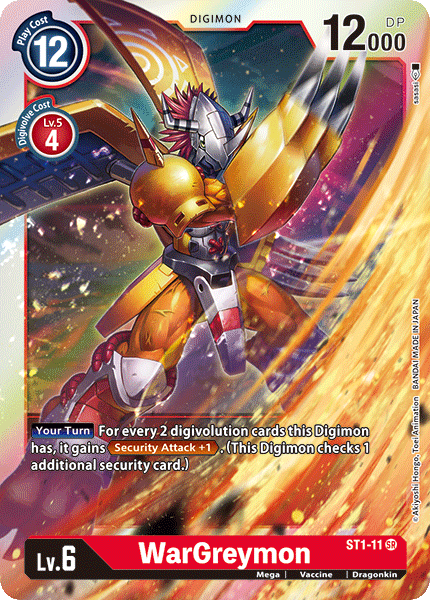 Play Cost
12
DIGIMON
DP
12000
Digivolve Cost
Lv.5
4
sasasi
Your Turn For every 2 digivolution cards this Digimon
has, it gains Security Attack +1 . (This Digimon checks 1
additional security card.)
©Akiyoshi Hongo, Toei Animation BANDAI MADE IN JAPAN
Lv.6
WarGreymon
ST1-11 SR
Mega | Vaccine | Dragonkin